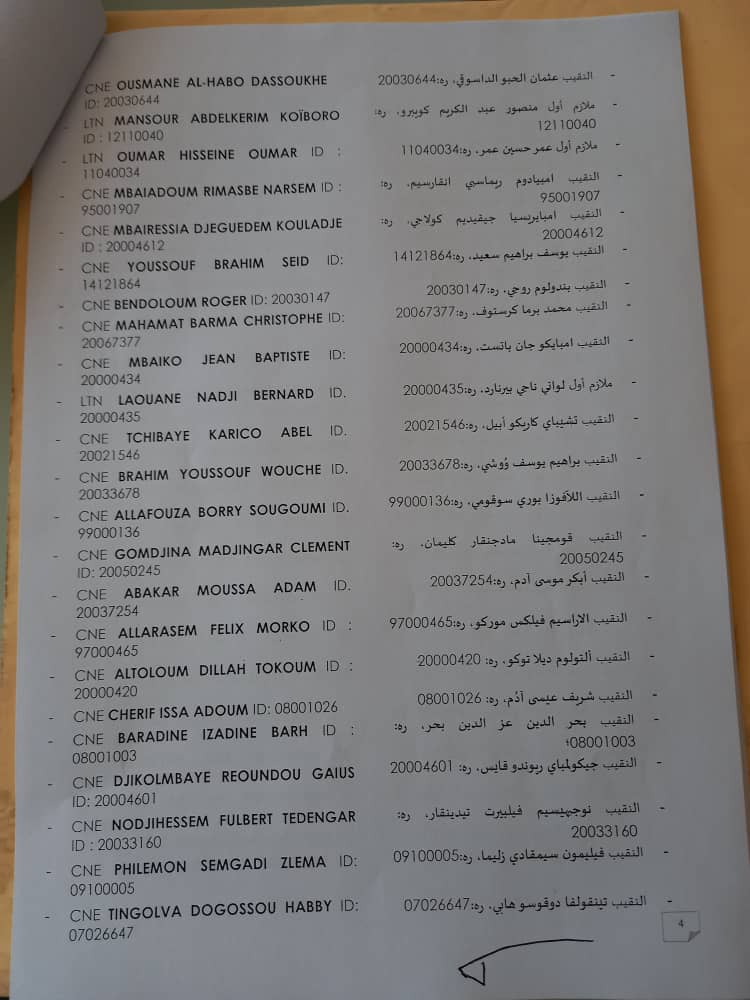 CNE OUSMANE AL-HABO DASSOUKHE
ID: 20030644
- LTN MANSOUR ABDELKERIM KOÏBORO
ID : 12110040
- LTN OUMAR HISSEINE OUMAR ID :
11040034
- CNE MBAIADOUM RIMASBE NARSEM ID :
95001907
- CNE MBAIRESSIA DJEGUEDEM KOULADJE
ID : 20004612
- CNE YOUSSOUF BRAHIM SEID ID:
14121864
- CNE BENDOLOUM ROGER ID: 20030147
- CNE MAHAMAT BARMA CHRISTOPHE ID:
20067377
- CNE MBAIKO JEAN BAPTISTE ID:
20000434
- LTN LAOUANE NADJI BERNARD ID.
20000435
- CNE TCHIBAYE KARICO ABEL ID.
20021546
- CNE BRAHIM YOUSSOUF WOUCHE ID.
20033678
- CNE ALLAFOUZA BORRY SOUGOUMI ID.
99000136
- CNE GOMDJINA MADJINGAR CLEMENT
ID: 20050245
- CNE ABAKAR MOUSSA ADAM ID.
20037254
- CNE ALLARASEM FELIX MORKO ID :
97000465
- CNE ALTOLOUM DILLAH TOKOUM ID :
20000420
- CNE CHERIF ISSA ADOUM ID: 08001026
- CNE BARADINE IZADINE BARH ID :
08001003
- CNE DJIKOLMBAYE REOUNDOU GAIUS
ID: 20004601
- CNE NODJIHESSEM FULBERT TEDENGAR
ID : 20033160
- CNE PHILEMON SEMGADI ZLEMA ID:
09100005
- CNE TINGOLVA DOGOSSOU HABBY ID:
07026647
- النقيب عثمان الحبو الداسوقي، ره:20030644
- ملازم أول منصور عبد الكريم كويبرو، ره:
12110040
- ملازم أول عمر حسين عمر، ره:11040034
- النقيب امبيادوم ريماسبي انقارسيم، ره:
95001907
- النقيب امبايريسيا جيقيديم كولاجي، ره:
20004612
- النقيب يوسف براهيم سعيد، ره:14121864
- النقيب بندولوم روجي، ره:20030147
- النقيب محمد برما كرستوف، ره:20067377
- النقيب امبايكو جان باتست، ره:20000434
- ملازم أول لواني ناجي بيرنارد، ره:20000435
- النقيب تشيباي كاريكو أبيل، ره:20021546
- النقيب براهيم يوسف وُوشي، ره:20033678
- النقيب اللآفوزا بوري سوقومي، ره:99000136
- النقيب قومجينا مادجنقار كليمان، ره:
20050245
- النقيب أبكر موسى آدم، ره:20037254
- النقيب الاراسيم فيلكس موركو، ره:97000465
- النقيب ألتولوم ديلا توكو، ره: 20000420
- النقيب شريف عيسى آدُم، ره: 08001026
- النقيب بحر الدين عز الدين بحر، ره:
08001003؛
- النقيب جيكولمباي ريوندو قايس، ره: 20004601
- النقيب نوجهيسيم فيلبيرت تيدينقار، ره:
20033160
- النقيب فيليمون سيمقادي زليما، ره:09100005
- النقيب تينقولفا دوقوسو هابي، ره:07026647
4